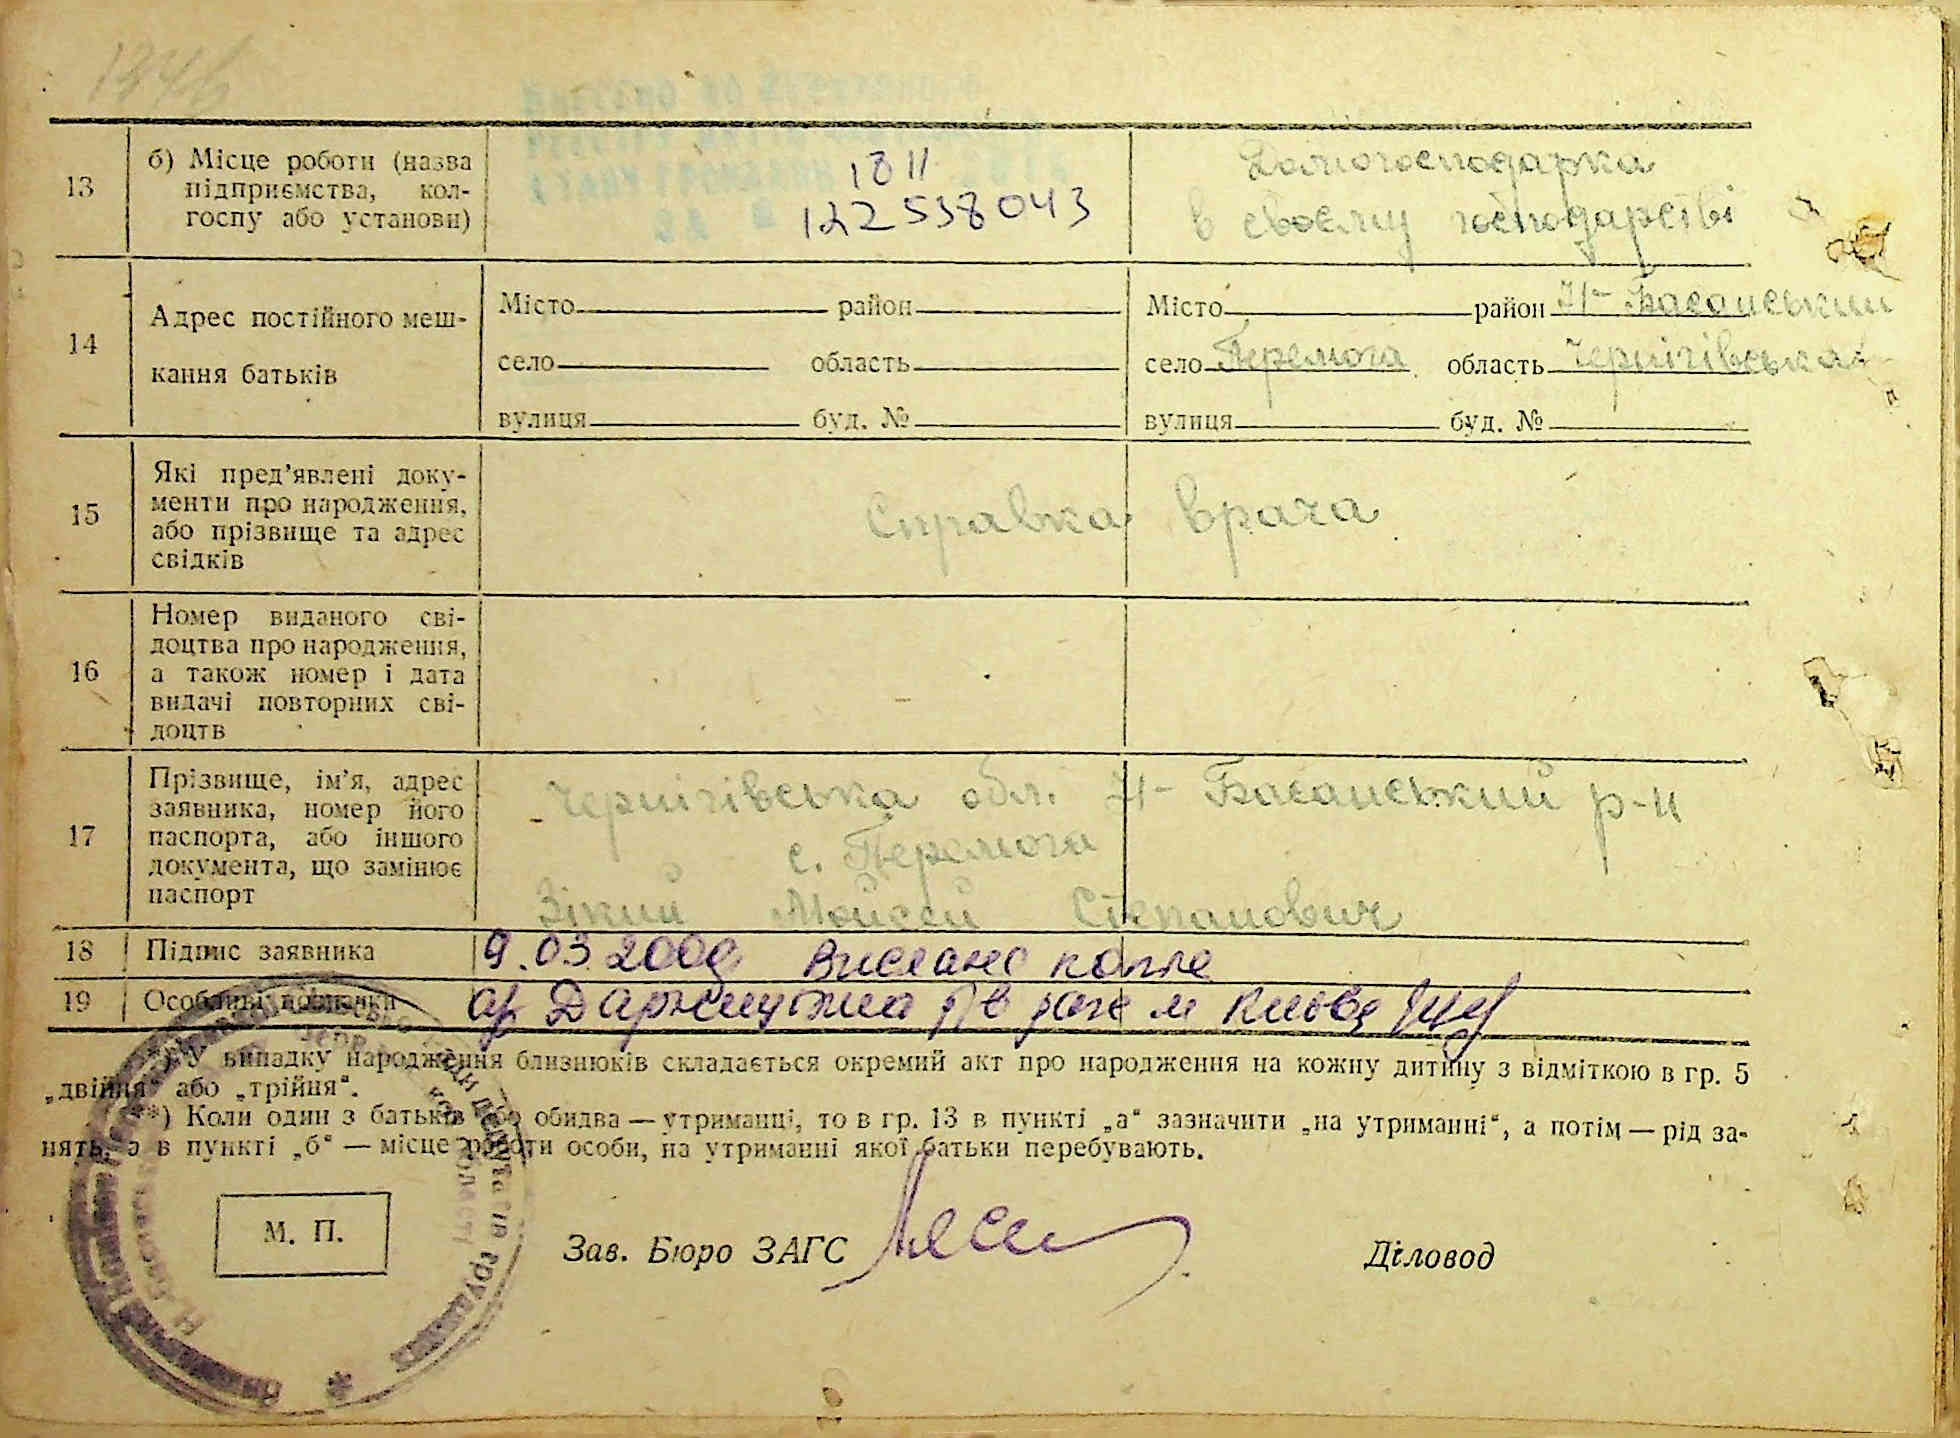 1946
13
б) Місце роботи (назва
підприємства, кол-
госпу або установи)
1811
122538043
Домогосподарка
в своєму господарстві
14
Адрес постійного меш-
кання батьків
Місто район
село область
вулиця буд. №
Місто район Н-Басанський
село Перемога область Чернігівська
вулиця буд. №
15
Які пред'явлені доку-
менти про народження,
або прізвище та адрес
свідків
Справка врача
16
Номер виданого сві-
доцтва про народження,
а також номер і дата
видачі повторних сві-
доцтв
17
Прізвище, ім'я, адрес
заявника, номер його
паспорта, або іншого
документа, що замінює
паспорт
Чернігівська обл. Н-Басанський р-н
с. Перемога
Зікий Мойсей Степанович
18
Підпис заявника
9.03.2000
19
Особливі позначки
м Києва
*) У випадку народження близнюків складається окремий акт про народження на кожну дитину з відміткою в гр. 5
„двійня" або „трійня".
**) Коли один з батьків або обидва — утриманці, то в гр. 13 в пункті „а" зазначити „на утриманні", а потім — рід за-
нять, а в пункті „б" — місце роботи особи, на утриманні якої батьки перебувають.
М. П.
Зав. Бюро ЗАГС
Діловод